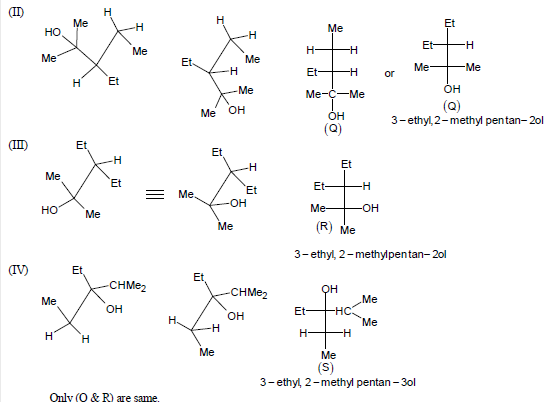 (II)
HO Me H H Me Me H Et
H H Me Et H Me Me OH
Me
H H
Et H
Me–C–Me
OH
(Q)
or
Et
Et H
Me Me
OH
(Q)
3 – ethyl, 2 – methyl pentan – 2ol
(III)
Et H Me Et HO Me
Et H Me Et OH Me
Et
Et H
Me OH
(R) Me
3 – ethyl, 2 – methylpentan – 2ol
(IV)
Et CHMe2 Me OH H H
Et CHMe2 H OH H Me
OH
Et HC Me
Me
H H
Me
(S)
3 – ethyl, 2 – methyl pentan – 3ol
Only (Q & R) are same.